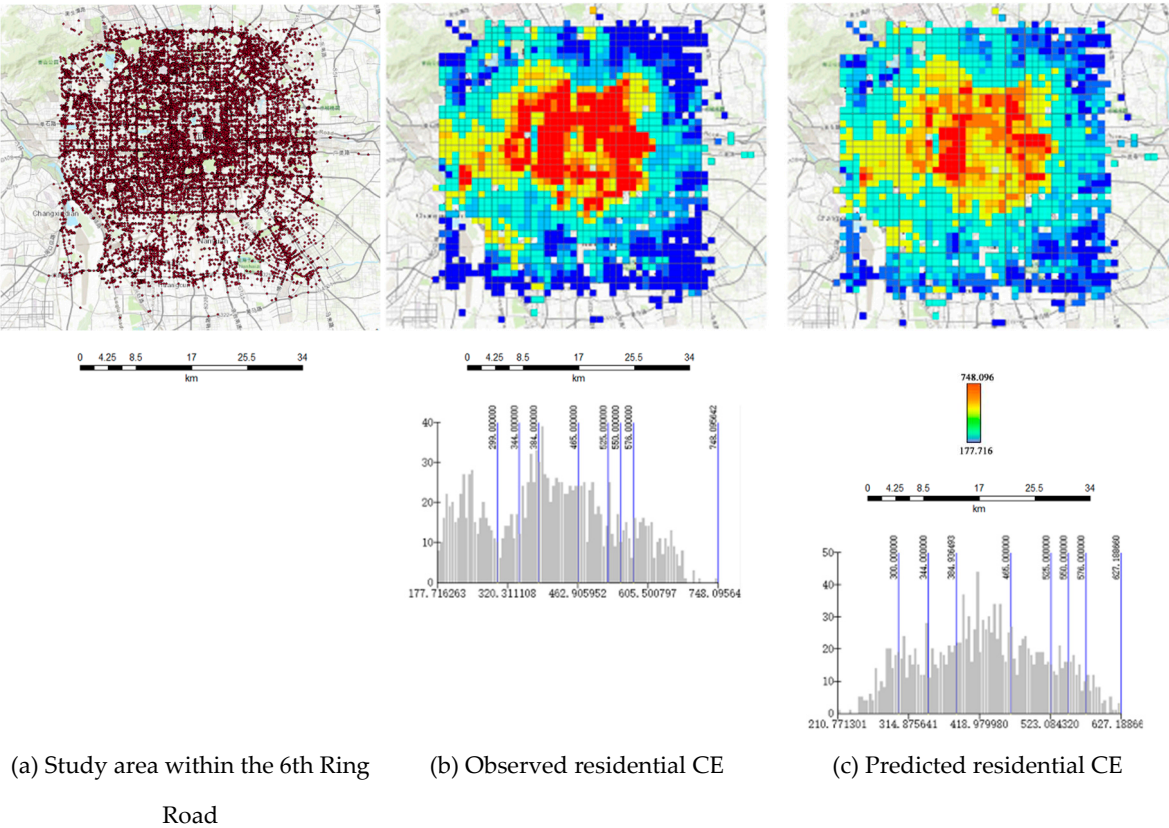 Changxindian
0 4.25 8.5 17 25.5 34
km
0 4.25 8.5 17 25.5 34
km
299.000000
344.000000
384.000000
465.000000
525.000000
550.000000
576.000000
748.095642
40
30
20
10
0
177.716263 320.311108 462.905952 605.500797 748.09564
748.096
177.716
0 4.25 8.5 17 25.5 34
km
300.000000
344.000000
384.926493
465.000000
525.000000
550.000000
576.000000
627.188660
50
40
30
20
10
0
210.771301 314.875641 418.979980 523.084320 627.18866
(a) Study area within the 6th Ring
Road
(b) Observed residential CE
(c) Predicted residential CE